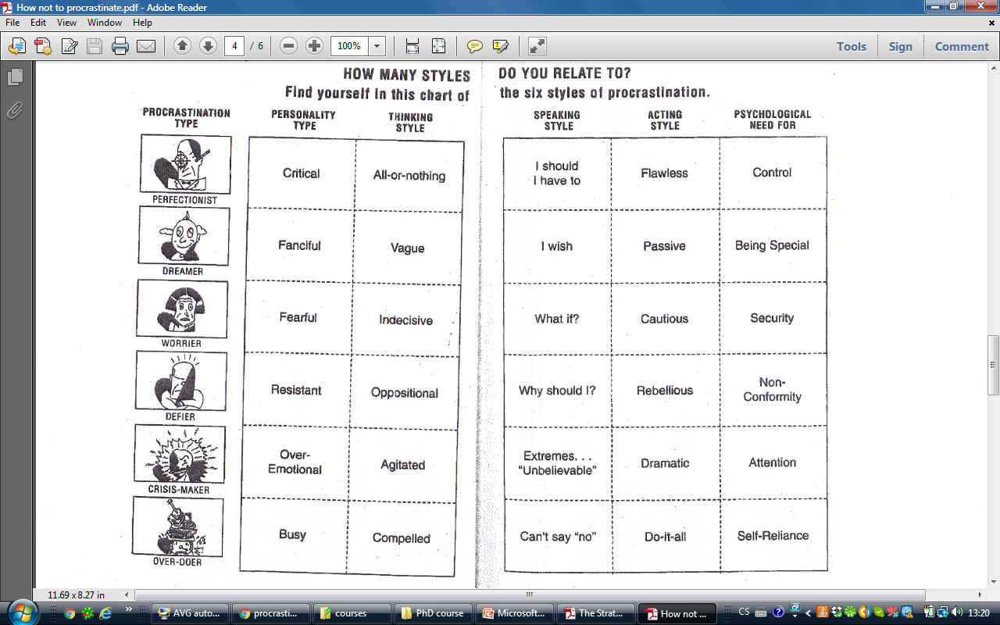 How not to procrastinate.pdf - Adobe Reader
File Edit View Window Help
4 / 6 100% Tools Sign Comment
HOW MANY STYLES DO YOU RELATE TO?
Find yourself in this chart of the six styles of procrastination.
PROCRASTINATION
TYPE
PERSONALITY
TYPE
THINKING
STYLE
SPEAKING
STYLE
ACTING
STYLE
PSYCHOLOGICAL
NEED FOR
PERFECTIONIST
Critical
All-or-nothing
I should
I have to
Flawless
Control
DREAMER
Fanciful
Vague
I wish
Passive
Being Special
WORRIER
Fearful
Indecisive
What if?
Cautious
Security
DEFIER
Resistant
Oppositional
Why should I?
Rebellious
Non-
Conformity
CRISIS-MAKER
Over-
Emotional
Agitated
Extremes. . .
“Unbelievable”
Dramatic
Attention
OVER-DOER
Busy
Compelled
Can't say “no”
Do-it-all
Self-Reliance
11.69 x 8.27 in
AVG auto... procrasti... courses PhD course Microsoft... The Strat... How not ... CS 13:20